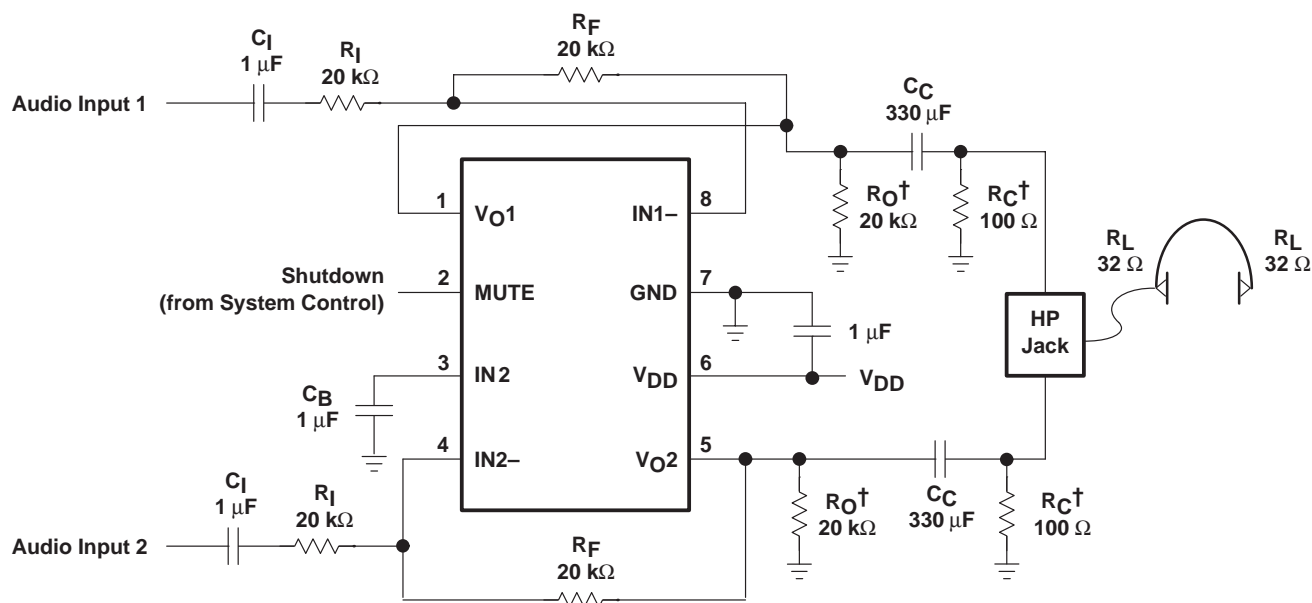 RF
20 kΩ
CI
1 µF
RI
20 kΩ
Audio Input 1
CC
330 µF
1
VO1
8
IN1–
RO†
20 kΩ
RC†
100 Ω
RL
32 Ω
RL
32 Ω
Shutdown
(from System Control)
2
MUTE
7
GND
1 µF
HP
Jack
3
IN 2
6
VDD
VDD
CB
1 µF
4
IN2–
5
VO2
CI
1 µF
RI
20 kΩ
RO†
20 kΩ
CC
330 µF
RC†
100 Ω
Audio Input 2
RF
20 kΩ